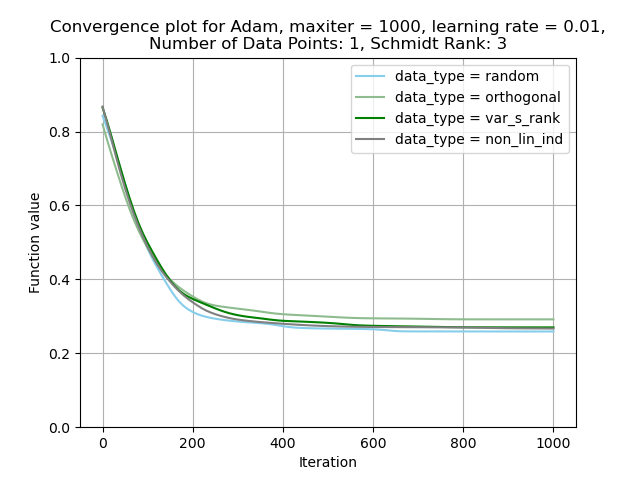 Convergence plot for Adam, maxiter = 1000, learning rate = 0.01,
Number of Data Points: 1, Schmidt Rank: 3
data_type = random
data_type = orthogonal
data_type = var_s_rank
data_type = non_lin_ind
Function value
1.0
0.8
0.6
0.4
0.2
0.0
0 200 400 600 800 1000
Iteration